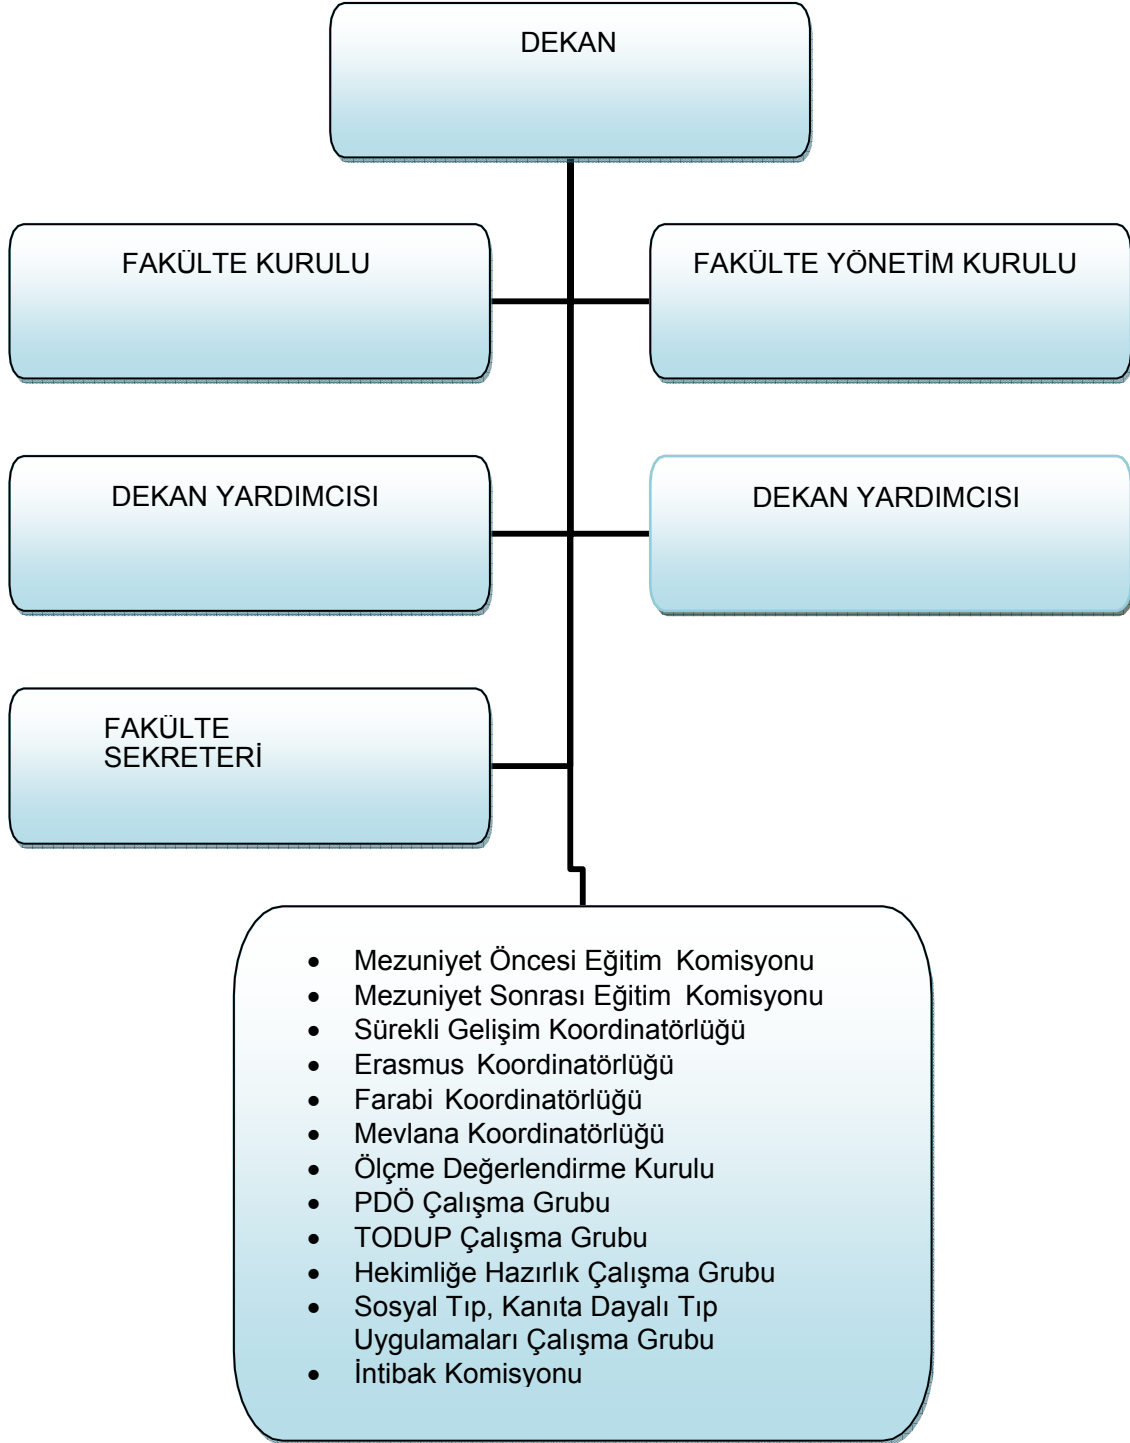 DEKAN
FAKÜLTE KURULU
FAKÜLTE YÖNETİM KURULU
DEKAN YARDIMCISI
DEKAN YARDIMCISI
FAKÜLTE
SEKRETERİ
• Mezuniyet Öncesi Eğitim Komisyonu
• Mezuniyet Sonrası Eğitim Komisyonu
• Sürekli Gelişim Koordinatörlüğü
• Erasmus Koordinatörlüğü
• Farabi Koordinatörlüğü
• Mevlana Koordinatörlüğü
• Ölçme Değerlendirme Kurulu
• PDÖ Çalışma Grubu
• TODUP Çalışma Grubu
• Hekimliğe Hazırlık Çalışma Grubu
• Sosyal Tıp, Kanıta Dayalı Tıp
Uygulamaları Çalışma Grubu
• İntibak Komisyonu